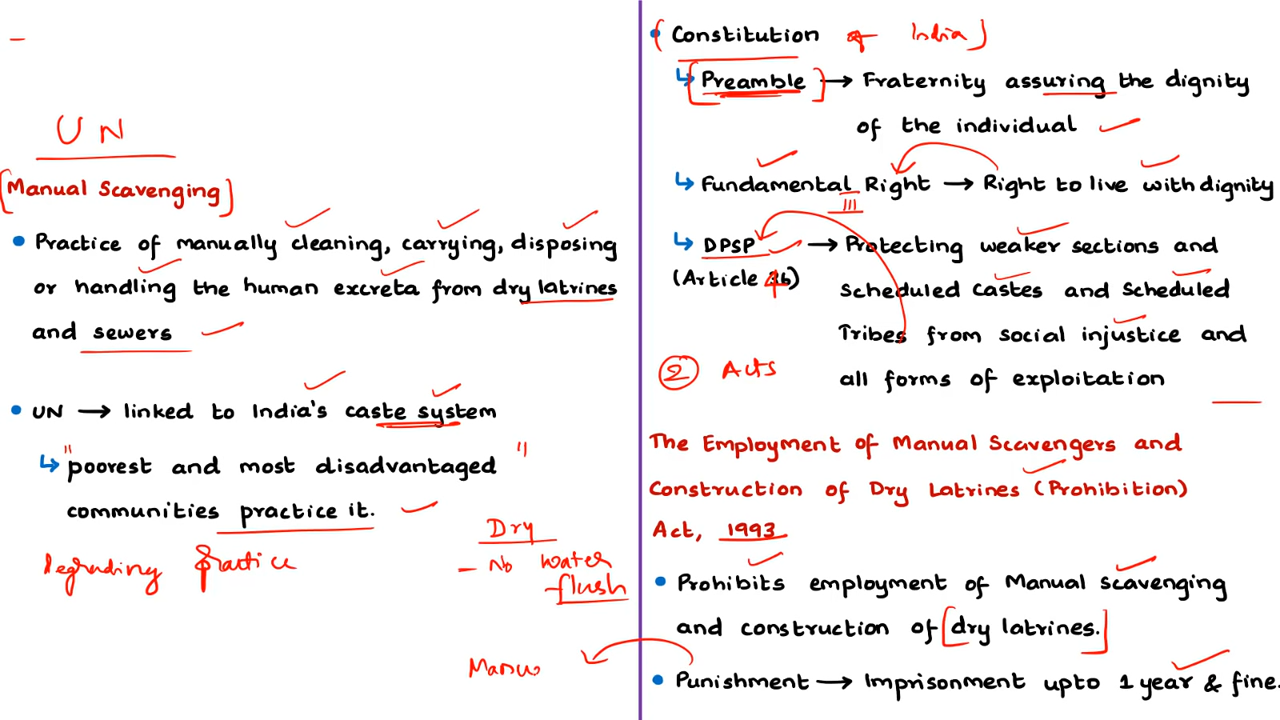 UN
[Manual Scavenging]
• Practice of manually cleaning, carrying, disposing
or handling the human excreta from dry latrines
and sewers
• UN → linked to India's caste system
↳ "poorest and most disadvantaged"
communities practice it.
Degrading practice
Dry
– No water
– flush
Manu
• (Constitution of India)
↳ [Preamble] → Fraternity assuring the dignity
of the individual
↳ Fundamental Right → Right to live with dignity
III
↳ DPSP → Protecting weaker sections and
(Article 46) scheduled castes and scheduled
Tribes from social injustice and
all forms of exploitation
② Acts
The Employment of Manual Scavengers and
Construction of Dry Latrines (Prohibition)
Act, 1993
• Prohibits employment of Manual scavenging
and construction of [dry latrines.]
• Punishment → Imprisonment upto 1 year & fine.